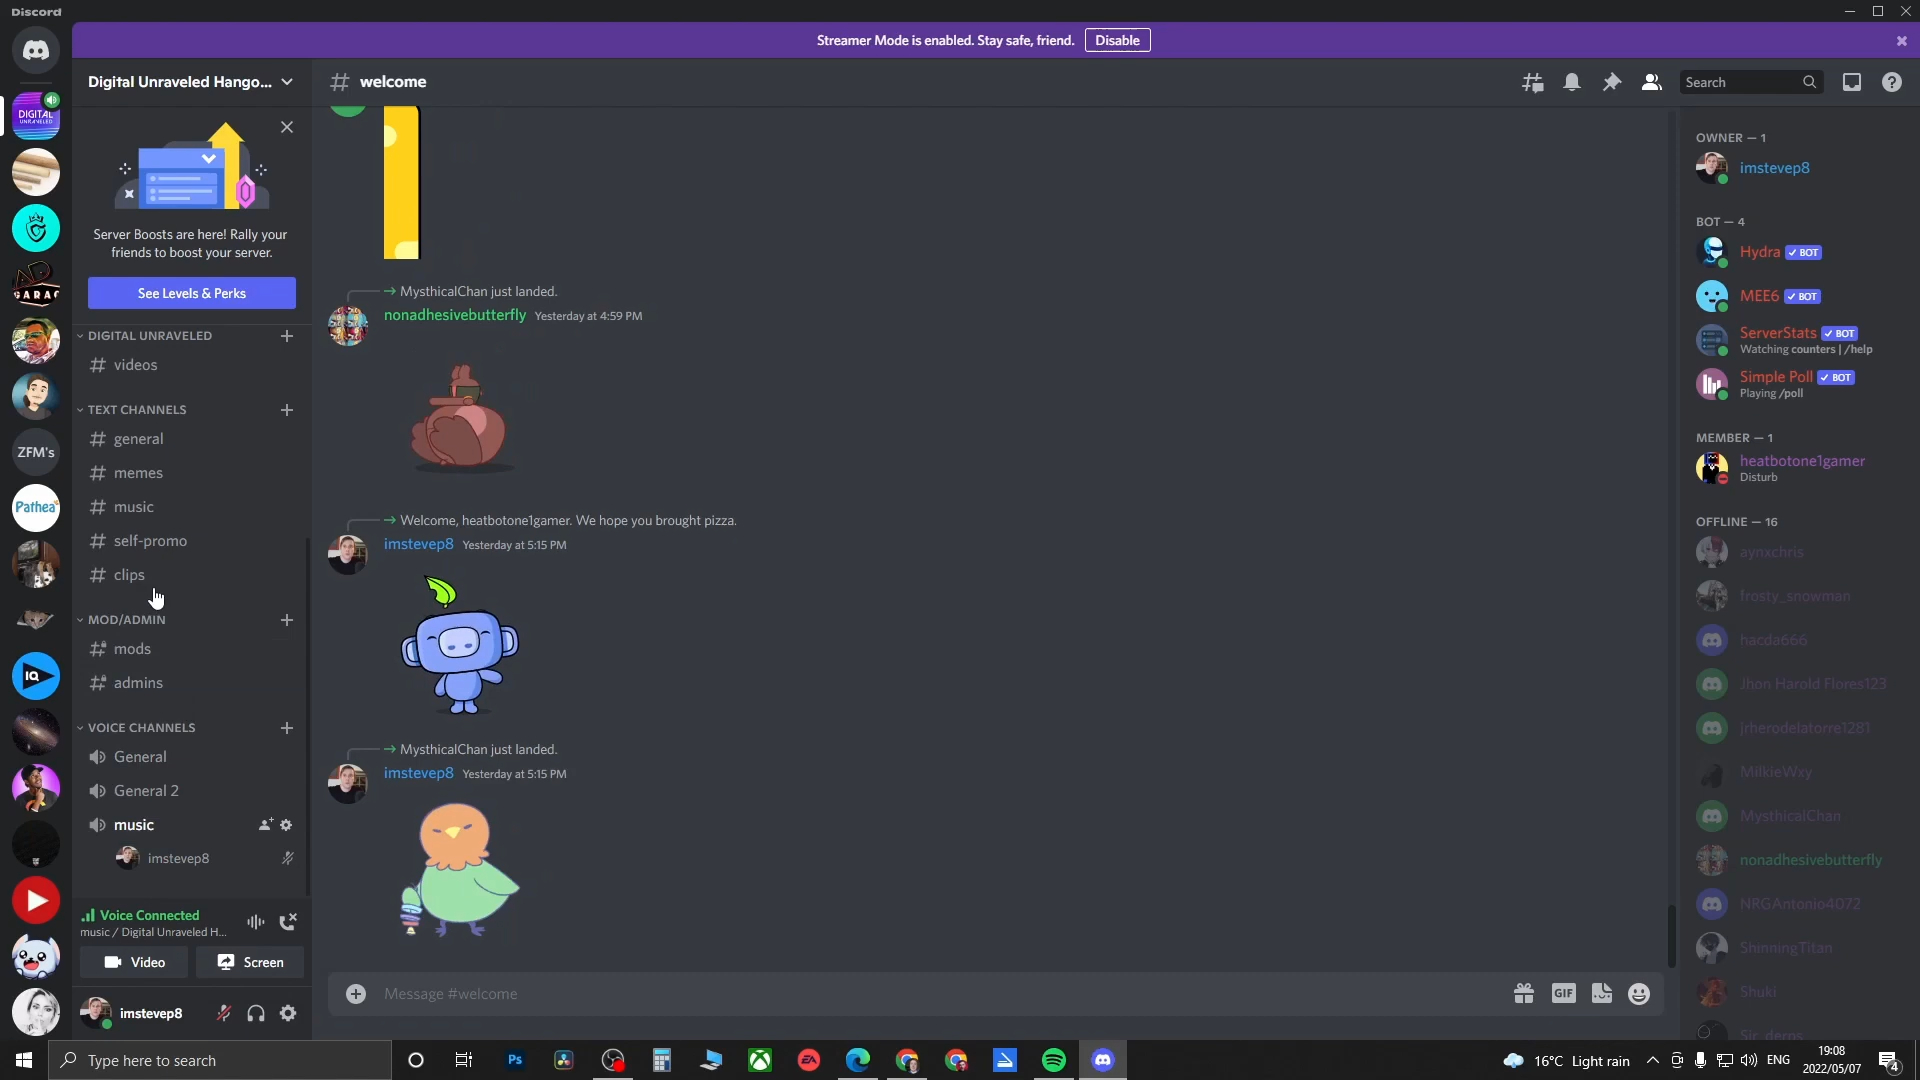 Discord
Streamer Mode is enabled. Stay safe, friend.
Disable
DIGITAL
UNRAVELED
ZFM's
Pathea
IQ
Digital Unraveled Hango...
Server Boosts are here! Rally your
friends to boost your server.
See Levels & Perks
DIGITAL UNRAVELED
videos
TEXT CHANNELS
general
memes
music
self-promo
clips
MOD/ADMIN
mods
admins
VOICE CHANNELS
General
General 2
music
imstevep8
Voice Connected
music / Digital Unraveled H...
Video
Screen
imstevep8
# welcome
Search
MysthicalChan just landed.
nonadhesivebutterfly Yesterday at 4:59 PM
Welcome, heatbotone1gamer. We hope you brought pizza.
imstevep8 Yesterday at 5:15 PM
MysthicalChan just landed.
imstevep8 Yesterday at 5:15 PM
Message #welcome
GIF
OWNER — 1
imstevep8
BOT — 4
Hydra ✓ BOT
MEE6 ✓ BOT
ServerStats ✓ BOT
Watching counters | /help
Simple Poll ✓ BOT
Playing /poll
MEMBER — 1
heatbotone1gamer
Disturb
OFFLINE — 16
aynxchris
frosty_snowman
hacda666
Jhon Harold Flores123
jrherodelatorre1281
MilkieWxy
MysthicalChan
nonadhesivebutterfly
NRGAntonio4072
ShinningTitan
Shuki
Type here to search
Ps
EA
16°C Light rain
ENG
19:08
2022/05/07
4